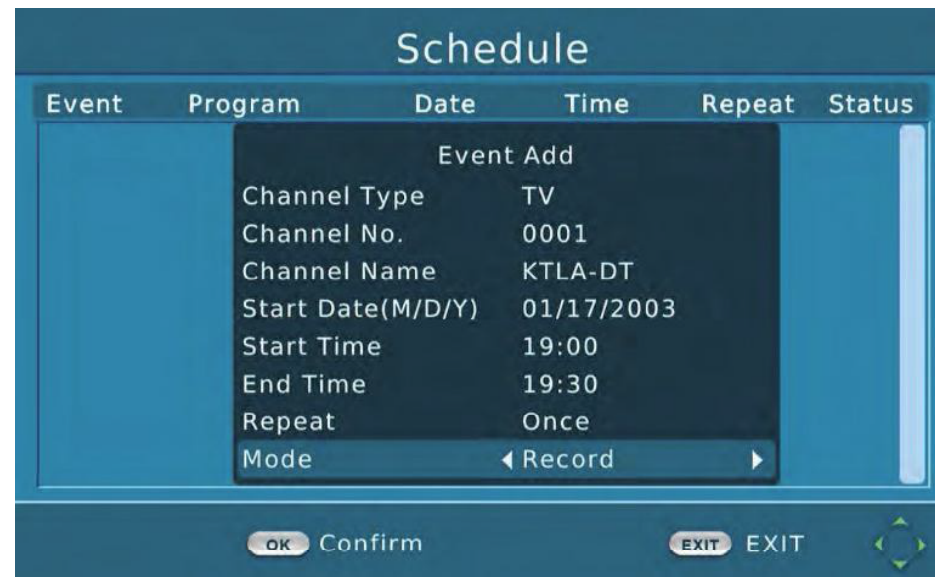 Schedule
Event Program Date Time Repeat Status
Event Add
Channel Type TV
Channel No. 0001
Channel Name KTLA-DT
Start Date(M/D/Y) 01/17/2003
Start Time 19:00
End Time 19:30
Repeat Once
Mode Record
OK Confirm EXIT EXIT